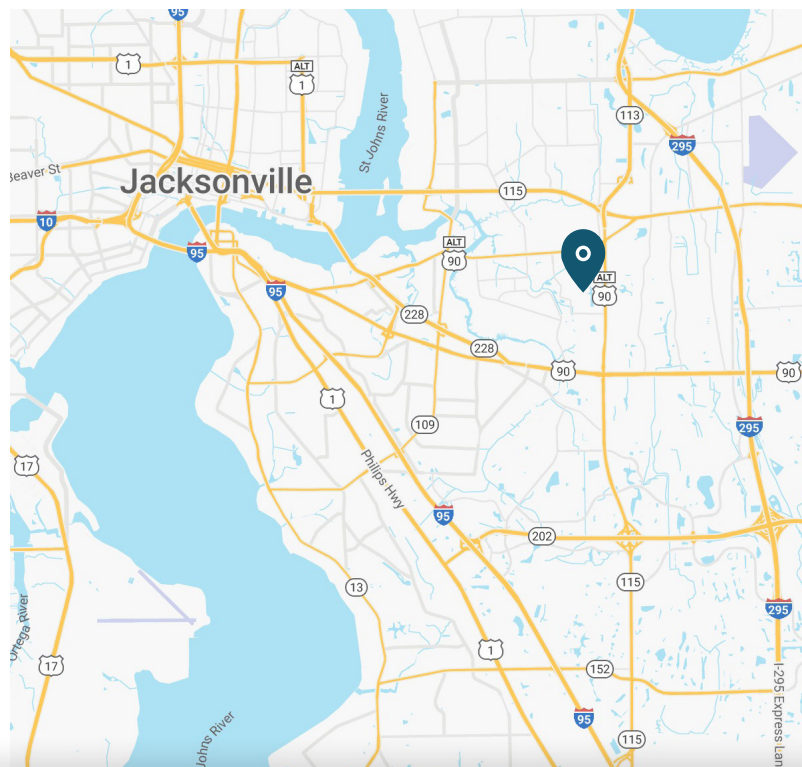 95
1
ALT
1
113
295
St Johns River
Beaver St
Jacksonville
115
10
95
ALT
90
95
ALT
90
228
228
90
90
1
109
295
17
Philips Hwy
95
202
13
115
295
Ortega River
1
17
152
I-295 Express Lan
95
Johns River
115